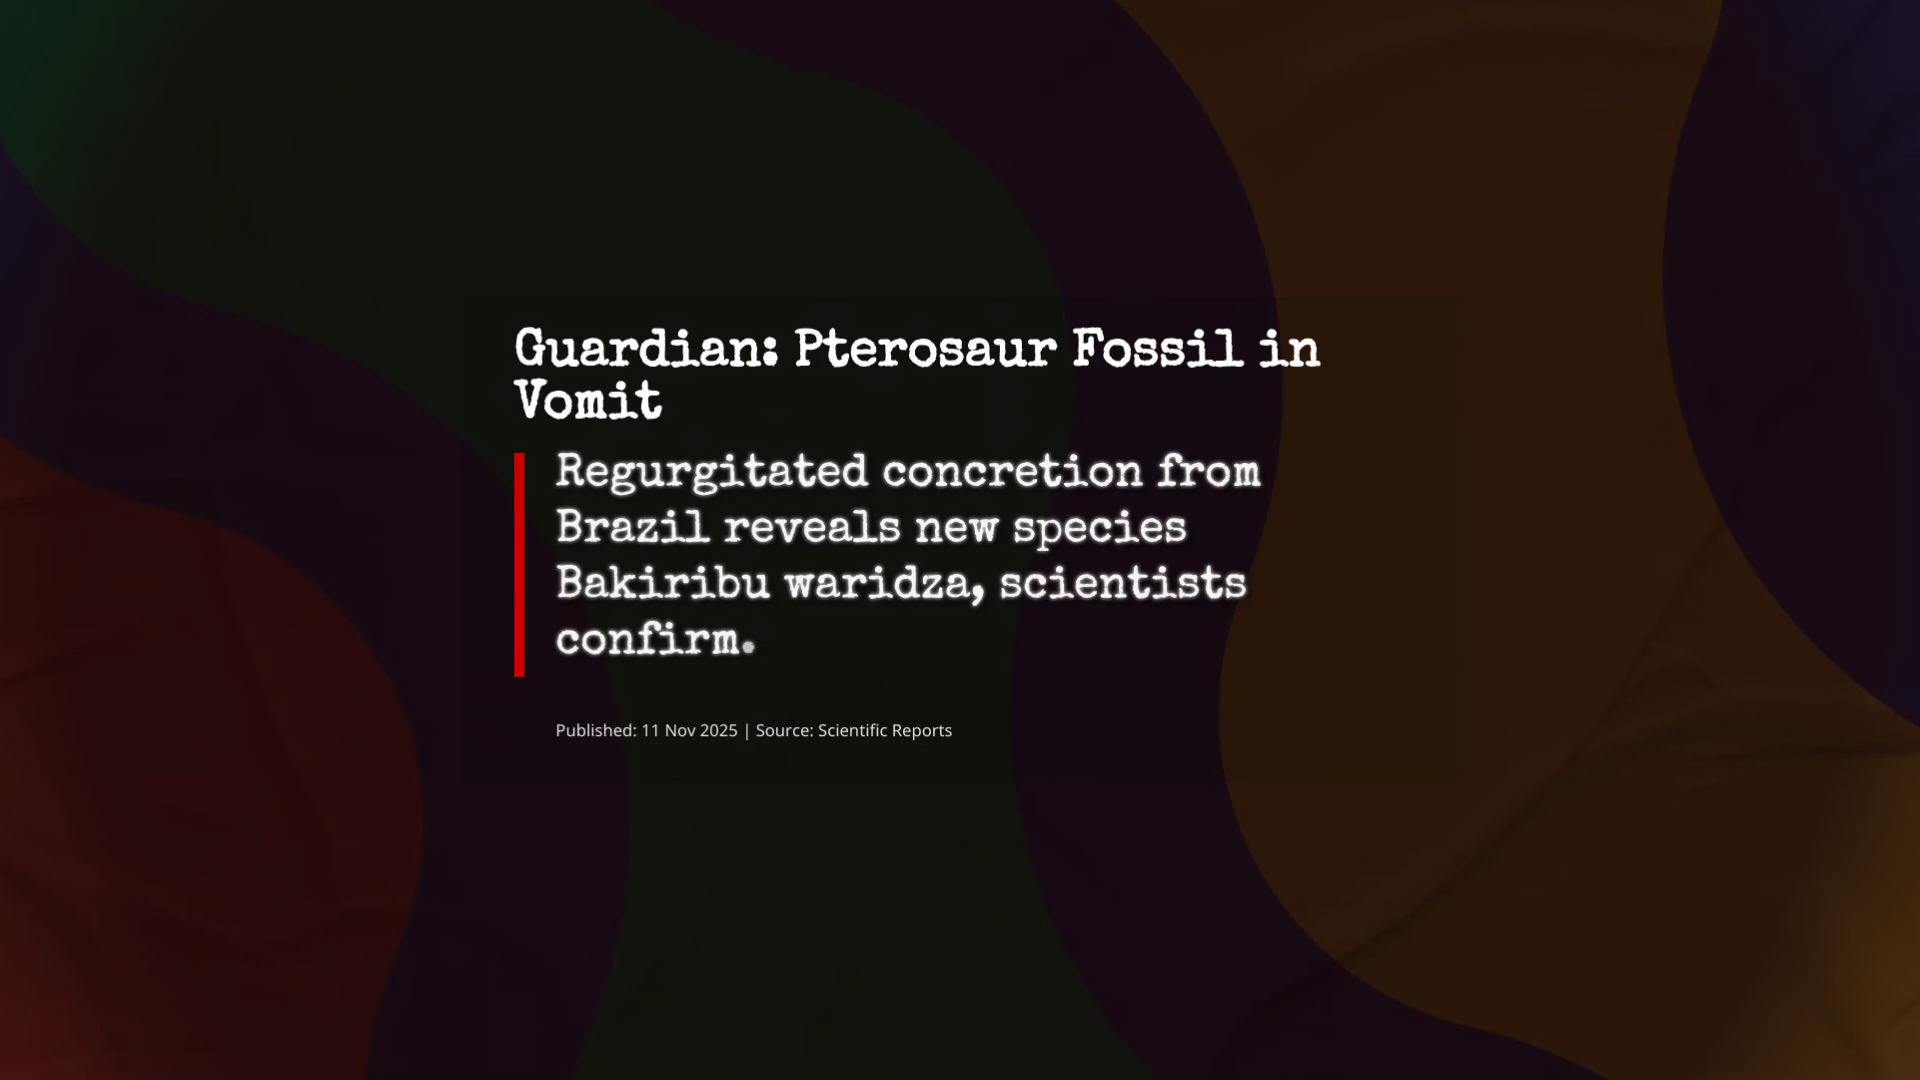 Guardian: Pterosaur Fossil in
Vomit
Regurgitated concretion from
Brazil reveals new species
Bakiribu waridza, scientists
confirm.
Published: 11 Nov 2025 | Source: Scientific Reports